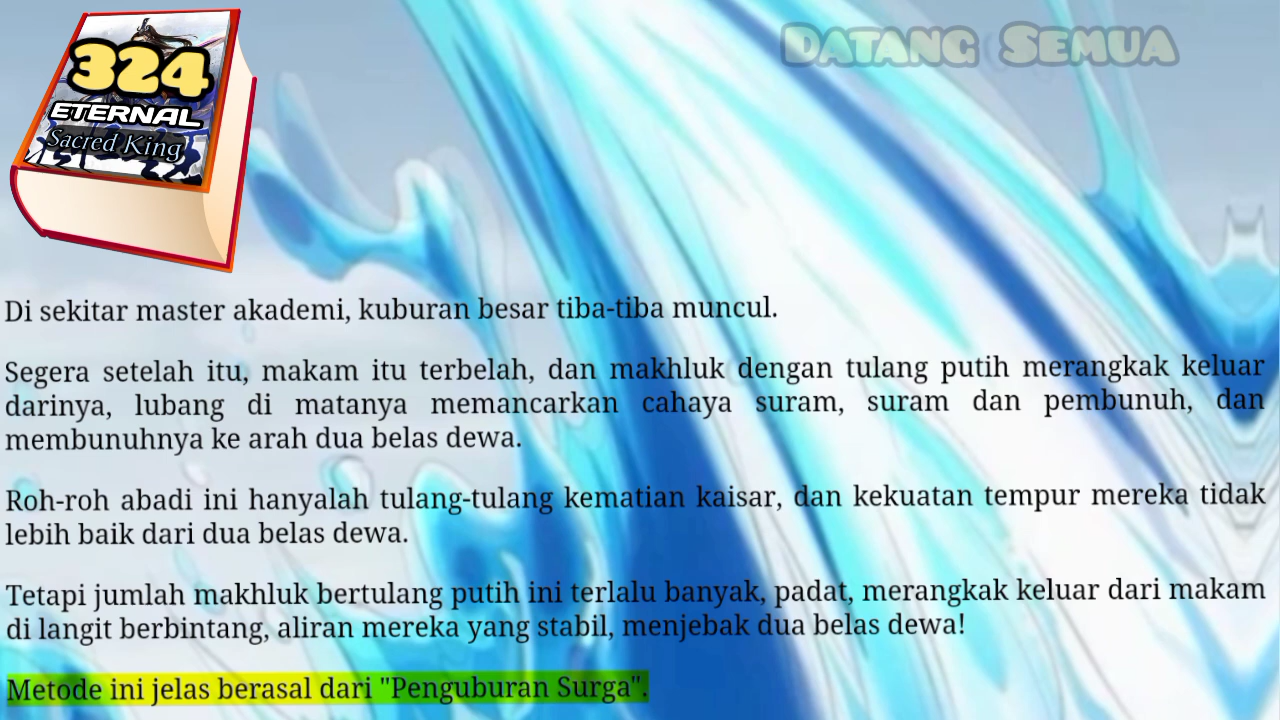 324
ETERNAL
Sacred King
DATANG SEMUA
Di sekitar master akademi, kuburan besar tiba-tiba muncul.
Segera setelah itu, makam itu terbelah, dan makhluk dengan tulang putih merangkak keluar
darinya, lubang di matanya memancarkan cahaya suram, suram dan pembunuh, dan
membunuhnya ke arah dua belas dewa.
Roh-roh abadi ini hanyalah tulang-tulang kematian kaisar, dan kekuatan tempur mereka tidak
lebih baik dari dua belas dewa.
Tetapi jumlah makhluk bertulang putih ini terlalu banyak, padat, merangkak keluar dari makam
di langit berbintang, aliran mereka yang stabil, menjebak dua belas dewa!
Metode ini jelas berasal dari "Penguburan Surga".